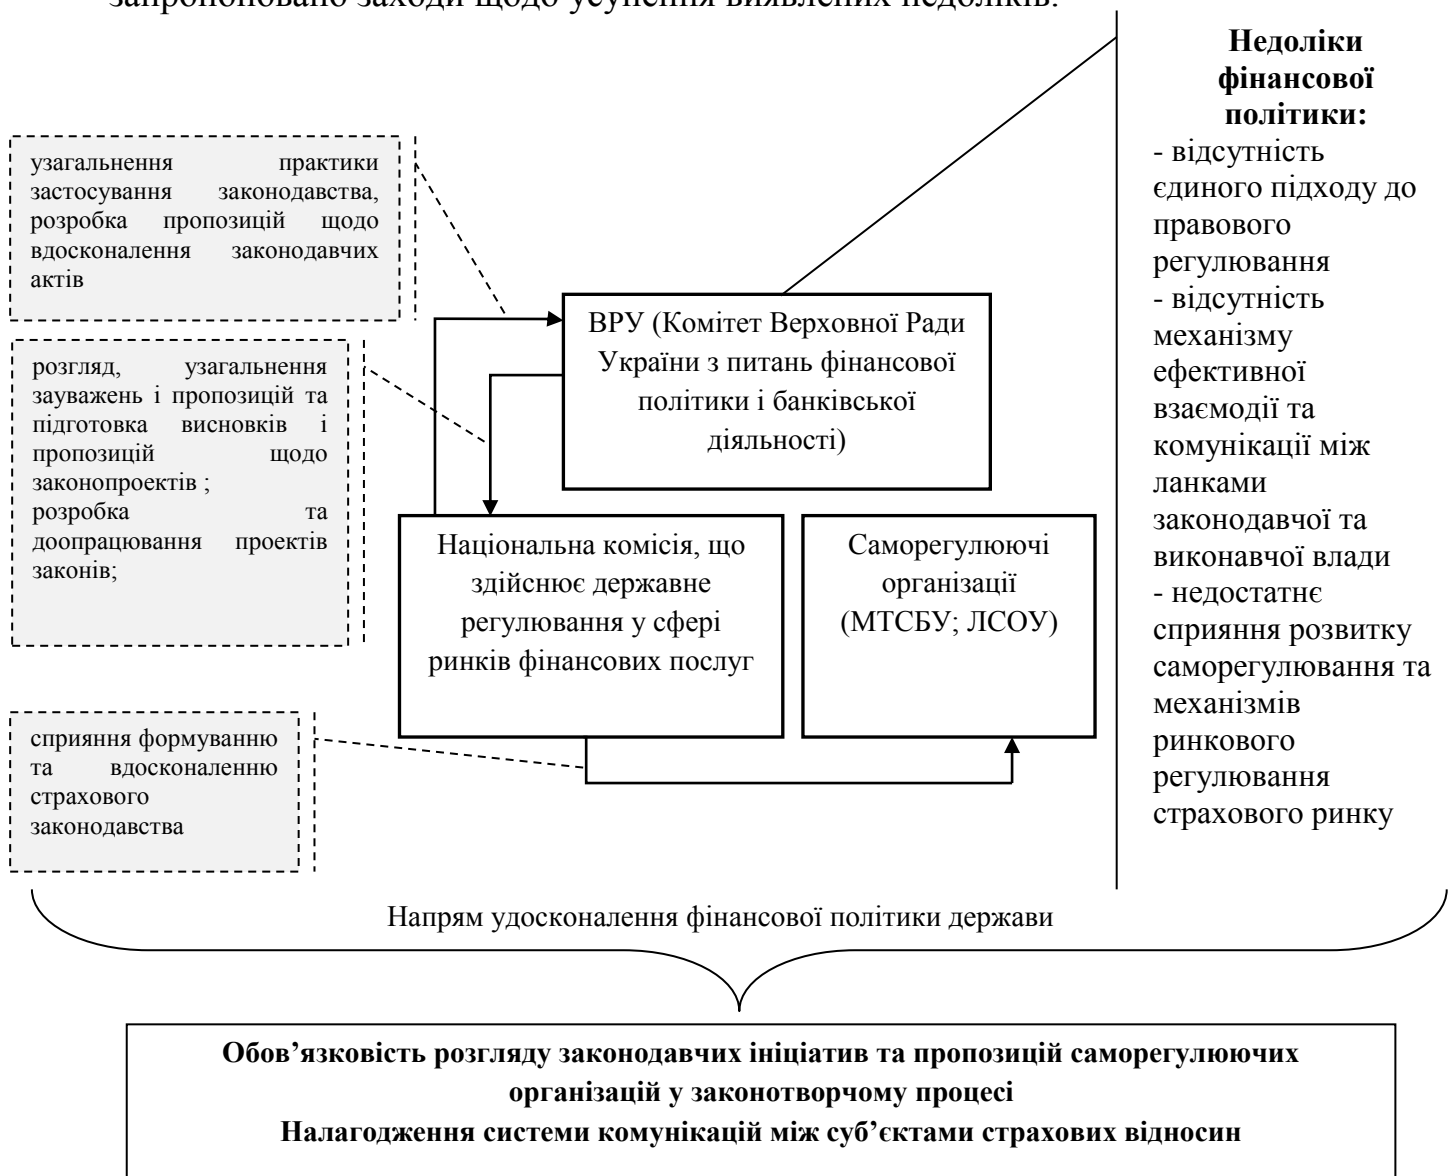 запропоновано заходи щодо усунення виявлених недоліків.
Недоліки
фінансової
політики:
- відсутність
єдиного підходу до
правового
регулювання
- відсутність
механізму
ефективної
взаємодії та
комунікації між
ланками
законодавчої та
виконавчої влади
- недостатнє
сприяння розвитку
саморегулювання та
механізмів
ринкового
регулювання
страхового ринку
узагальнення практики
застосування законодавства,
розробка пропозицій щодо
вдосконалення законодавчих
актів
розгляд, узагальнення
зауважень і пропозицій та
підготовка висновків і
пропозицій щодо
законопроектів ;
розробка та
доопрацювання проектів
законів;
сприяння формуванню
та вдосконаленню
страхового
законодавства
ВРУ (Комітет Верховної Ради
України з питань фінансової
політики і банківської
діяльності)
Національна комісія, що
здійснює державне
регулювання у сфері
ринків фінансових послуг
Саморегулюючі
організації
(МТСБУ; ЛСОУ)
Напрям удосконалення фінансової політики держави
Обов’язковість розгляду законодавчих ініціатив та пропозицій саморегулюючих
організацій у законотворчому процесі
Налагодження системи комунікацій між суб’єктами страхових відносин